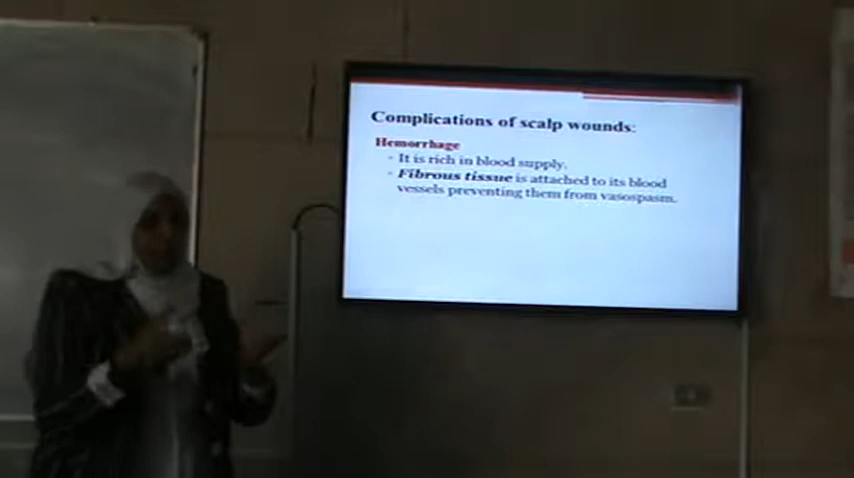 Complications of scalp wounds:
Hemorrhage
- It is rich in blood supply.
- Fibrous tissue is attached to its blood
vessels preventing them from vasospasm.